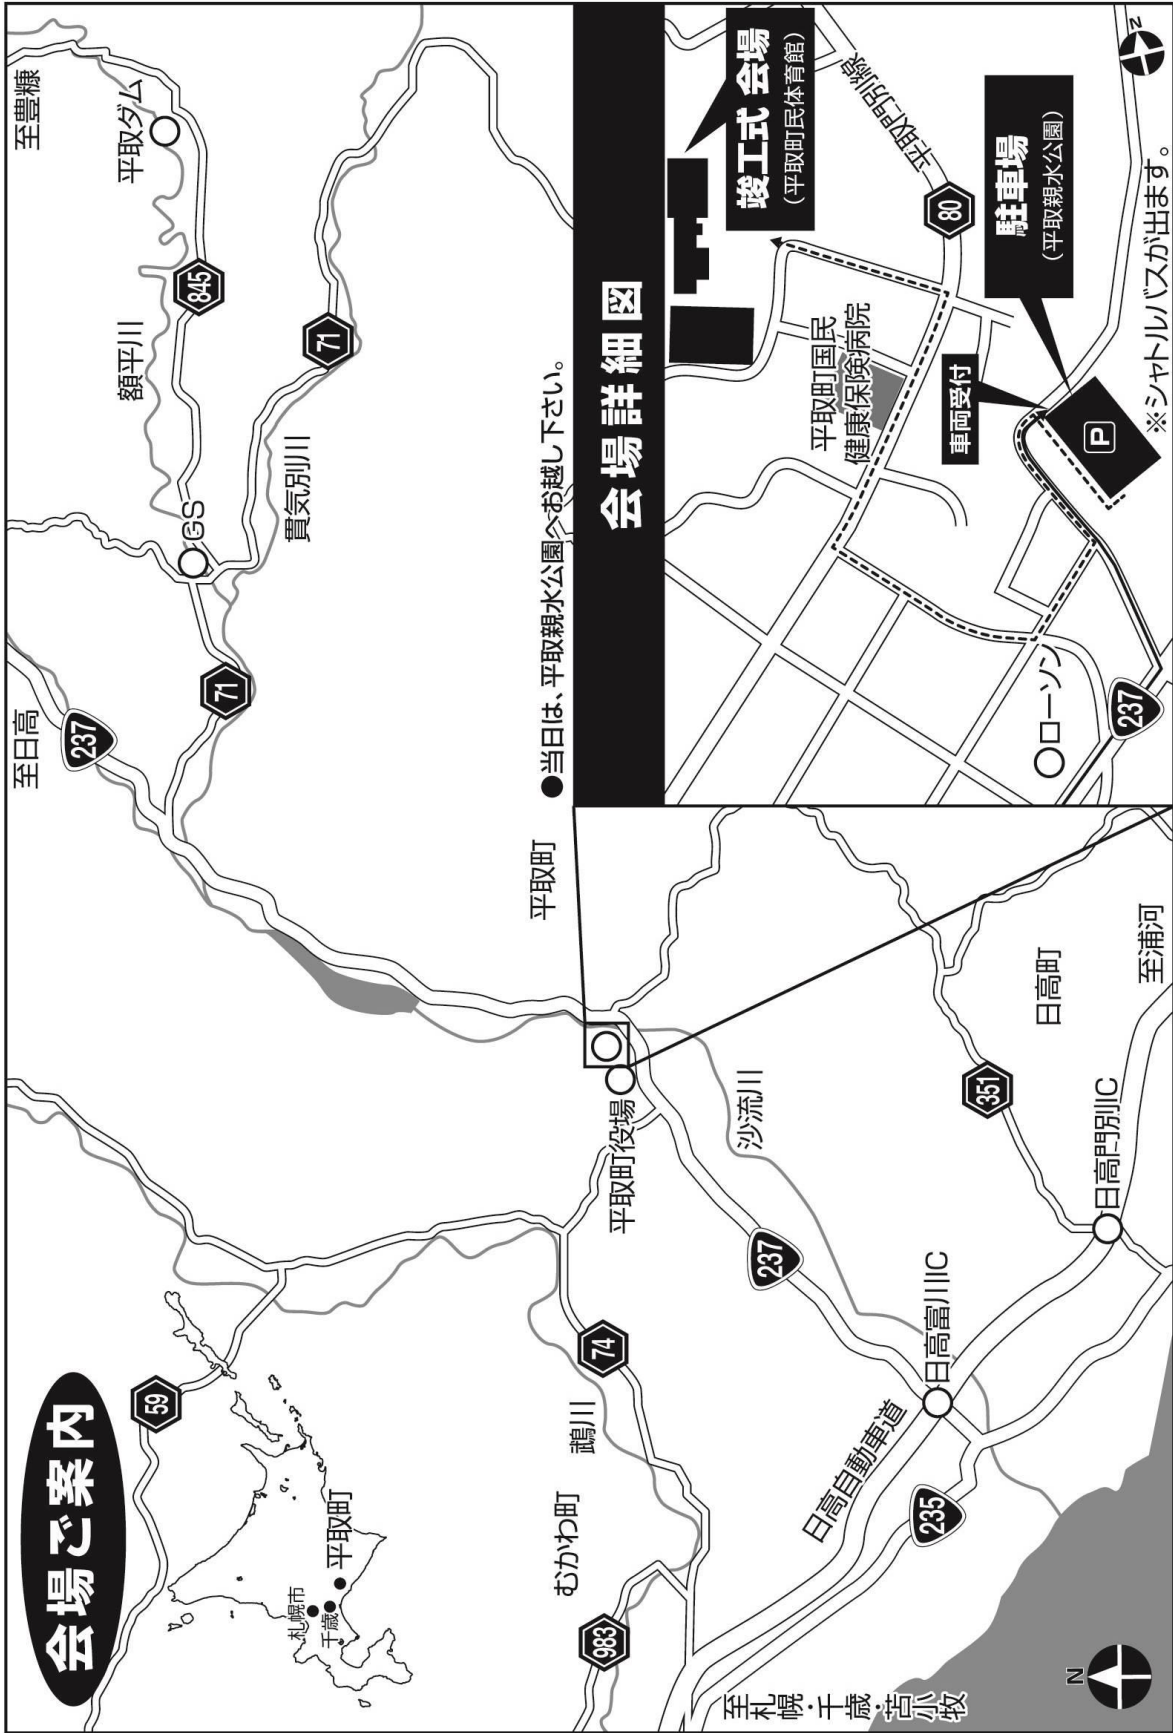 会場ご案内
札幌市
千歳
平取町
N
59
983
74
むかわ町
鵡川
至札幌・千歳・苫小牧
日高自動車道
235
日高富川IC
237
沙流川
日高門別IC
351
日高町
至浦河
平取町役場
平取町
至日高
237
71
GS
額平川
貫気別川
845
71
平取ダム
至豊糠
●当日は、平取親水公園へお越し下さい。
会場詳細図
竣工式 会場
(平取町民体育館)
平取門別線
80
平取町国民
健康保険病院
車両受付
駐車場
(平取親水公園)
P
ローソン
237
N
※シャトルバスが出ます。